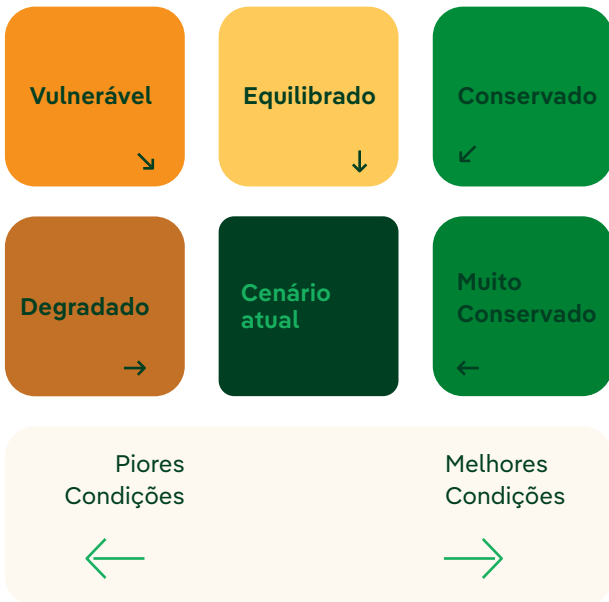 Vulnerável
Equilibrado
Conservado
Degradado
Cenário
atual
Muito
Conservado
Piores
Condições
Melhores
Condições